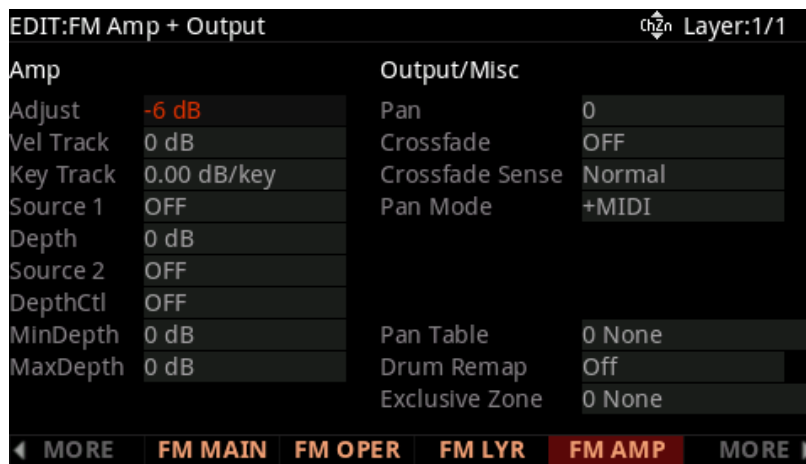 EDIT:FM Amp + Output ChZn Layer:1/1
Amp Output/Misc
Adjust -6 dB Pan 0
Vel Track 0 dB Crossfade OFF
Key Track 0.00 dB/key Crossfade Sense Normal
Source 1 OFF Pan Mode +MIDI
Depth 0 dB
Source 2 OFF
DepthCtl OFF
MinDepth 0 dB Pan Table 0 None
MaxDepth 0 dB Drum Remap Off
Exclusive Zone 0 None
MORE FM MAIN FM OPER FM LYR FM AMP MORE